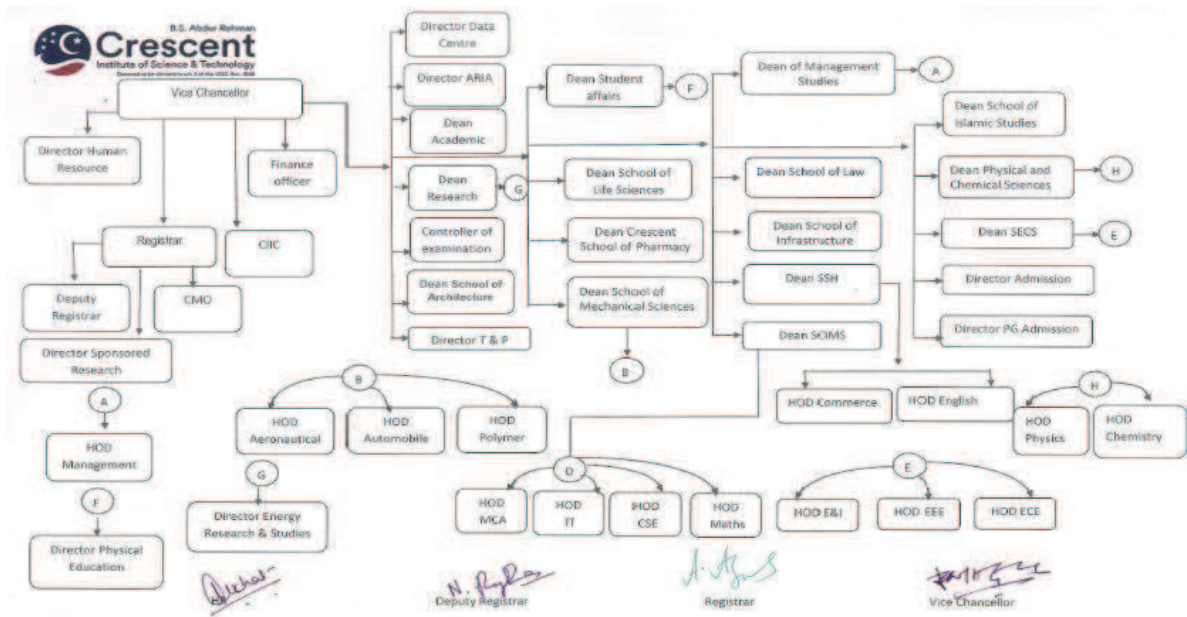 B.S. Abdur Rahman
Crescent
Institute of Science & Technology
Vice Chancellor
Director Human
Resource
Finance
officer
Registrar
CIIC
Deputy
Registrar
CMO
Director Sponsored
Research
A
HOD
Management
F
Director Physical
Education
Director Data
Centre
Director ARIA
Dean
Academic
Dean
Research
G
Controller of
examination
Dean School of
Architecture
Director T & P
Dean Student
affairs
F
Dean School of
Life Sciences
Dean Crescent
School of Pharmacy
Dean School of
Mechanical Sciences
B
Dean of Management
Studies
A
Dean School of Law
Dean School of
Infrastructure
Dean SSH
Dean SCIMS
Dean School of
Islamic Studies
Dean Physical and
Chemical Sciences
H
Dean SECS
E
Director Admission
Director PG Admission
B
HOD
Aeronautical
HOD
Automobile
HOD
Polymer
G
Director Energy
Research & Studies
HOD Commerce
HOD English
H
HOD
Physics
HOD
Chemistry
D
HOD
MCA
HOD
IT
HOD
CSE
HOD
Maths
E
HOD E&I
HOD EEE
HOD ECE
Deputy Registrar
Registrar
Vice Chancellor